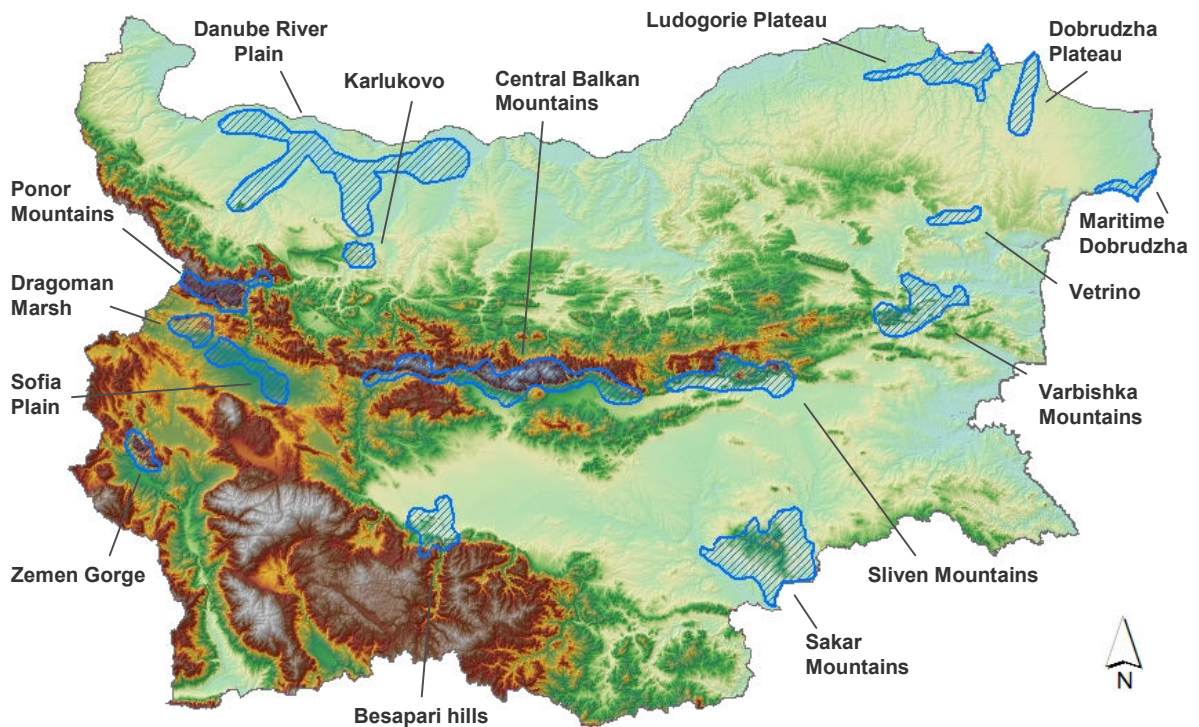 Danube River
Plain
Karlukovo
Central Balkan
Mountains
Ludogorie Plateau
Dobrudzha
Plateau
Ponor
Mountains
Dragoman
Marsh
Sofia
Plain
Zemen Gorge
Besapari hills
Maritime
Dobrudzha
Vetrino
Varbishka
Mountains
Sliven Mountains
Sakar
Mountains
N